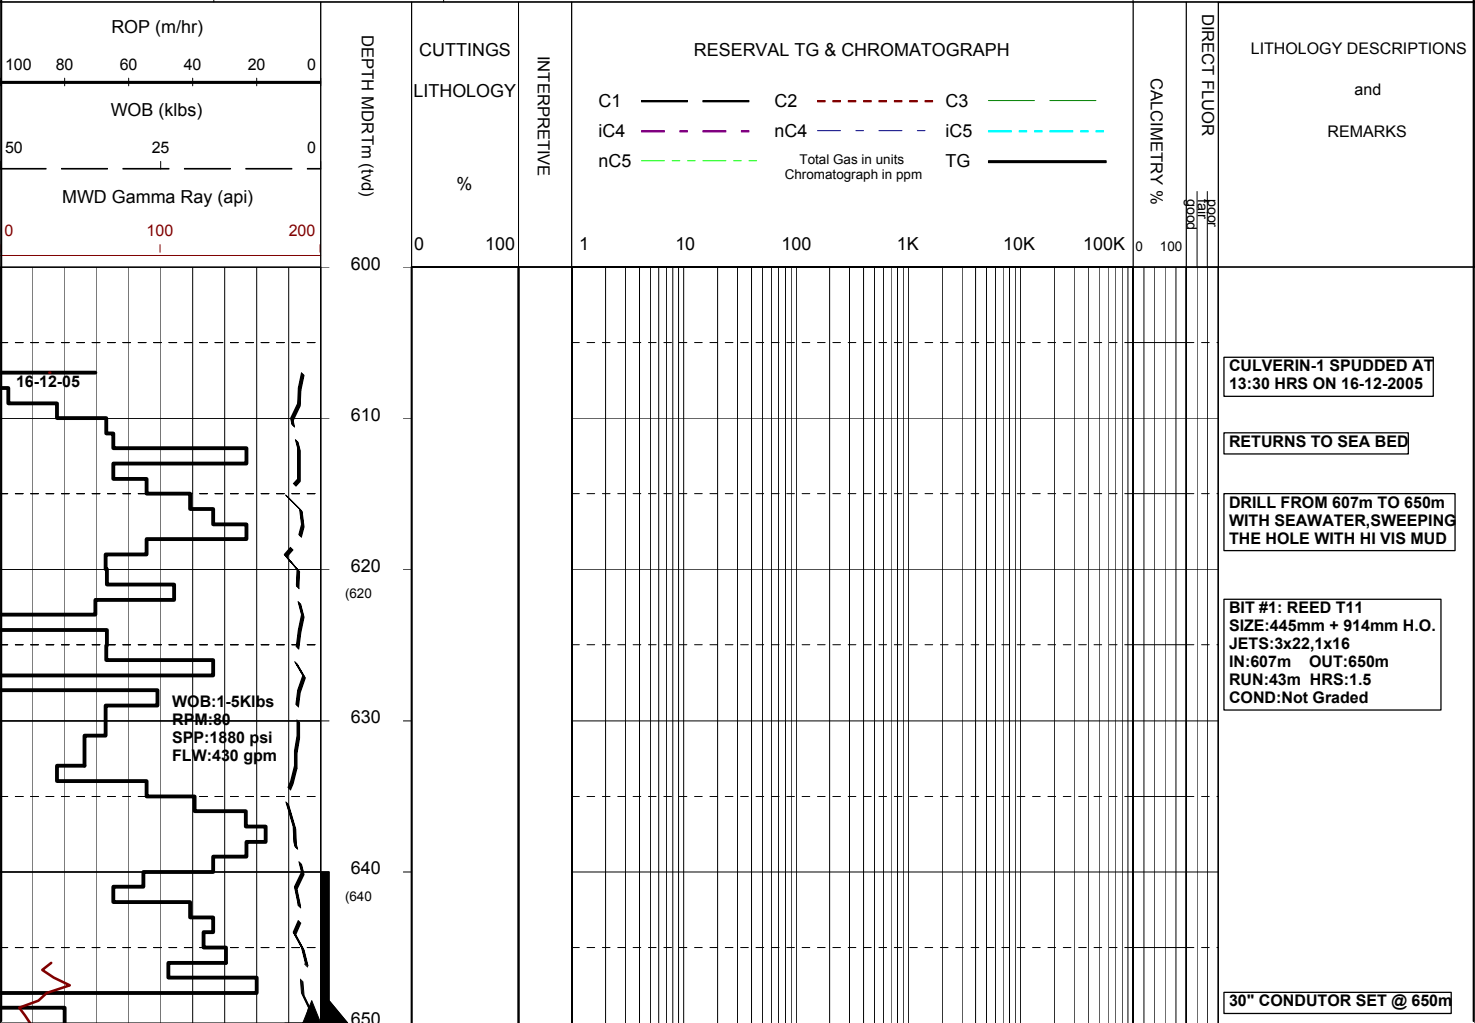 ROP (m/hr)
100 80 60 40 20 0
WOB (klbs)
50 25 0
MWD Gamma Ray (api)
0 100 200
DEPTH MDRTm (tvd)
CUTTINGS
LITHOLOGY
%
0 100
INTERPRETIVE
RESERVAL TG & CHROMATOGRAPH
C1 C2 C3
iC4 nC4 iC5
nC5 Total Gas in units TG
Chromatograph in ppm
1 10 100 1K 10K 100K
CALCIMETRY %
0 100
DIRECT FLUOR
good
fair
poor
LITHOLOGY DESCRIPTIONS
and
REMARKS
600
16-12-05
CULVERIN-1 SPUDDED AT
13:30 HRS ON 16-12-2005
610
RETURNS TO SEA BED
DRILL FROM 607m TO 650m
WITH SEAWATER,SWEEPING
THE HOLE WITH HI VIS MUD
620
(620
BIT #1: REED T11
SIZE:445mm + 914mm H.O.
JETS:3x22,1x16
IN:607m OUT:650m
RUN:43m HRS:1.5
COND:Not Graded
WOB:1-5Klbs
RPM:80
SPP:1880 psi
FLW:430 gpm
630
640
(640
30" CONDUTOR SET @ 650m
650